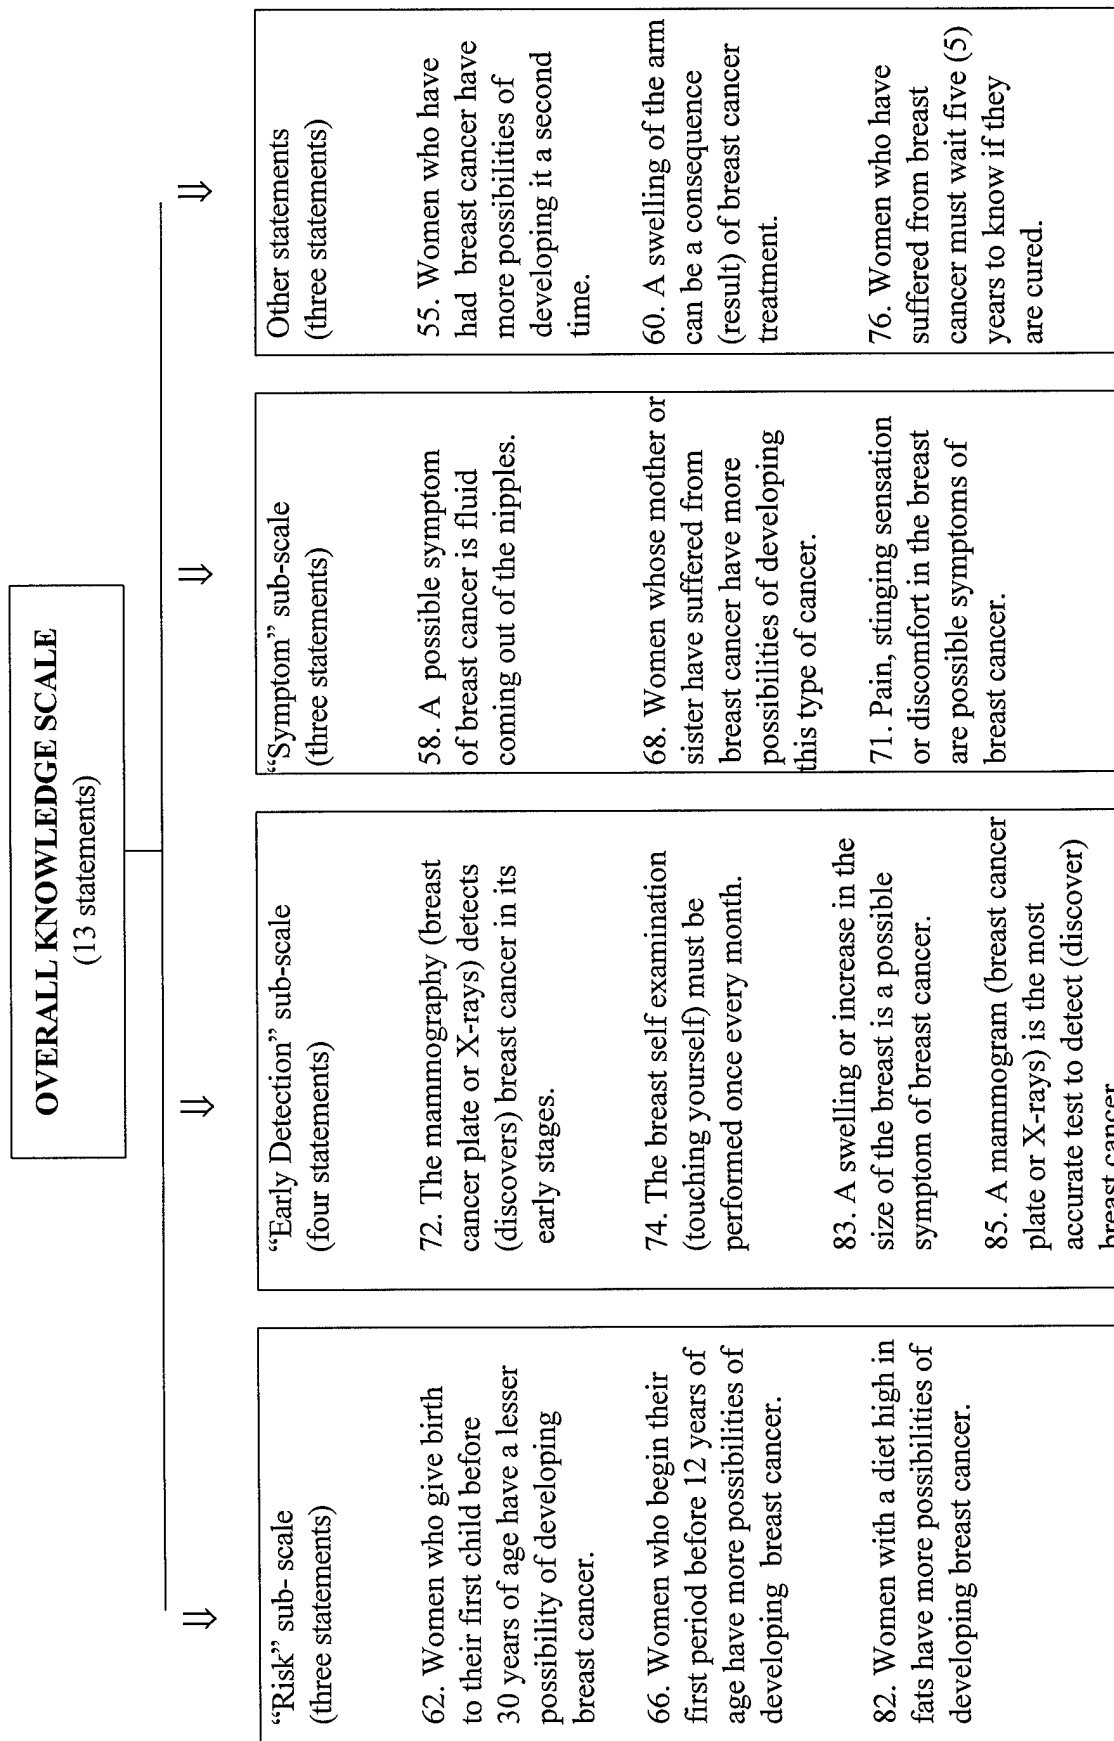 OVERALL KNOWLEDGE SCALE
(13 statements)
⇓
⇓
⇓
⇓
“Risk” sub- scale
(three statements)
62. Women who give birth
to their first child before
30 years of age have a lesser
possibility of developing
breast cancer.
66. Women who begin their
first period before 12 years of
age have more possibilities of
developing breast cancer.
82. Women with a diet high in
fats have more possibilities of
developing breast cancer.
“Early Detection” sub-scale
(four statements)
72. The mammography (breast
cancer plate or X-rays) detects
(discovers) breast cancer in its
early stages.
74. The breast self examination
(touching yourself) must be
performed once every month.
83. A swelling or increase in the
size of the breast is a possible
symptom of breast cancer.
85. A mammogram (breast cancer
plate or X-rays) is the most
accurate test to detect (discover)
breast cancer
“Symptom” sub-scale
(three statements)
58. A possible symptom
of breast cancer is fluid
coming out of the nipples.
68. Women whose mother or
sister have suffered from
breast cancer have more
possibilities of developing
this type of cancer.
71. Pain, stinging sensation
or discomfort in the breast
are possible symptoms of
breast cancer.
Other statements
(three statements)
55. Women who have
had breast cancer have
more possibilities of
developing it a second
time.
60. A swelling of the arm
can be a consequence
(result) of breast cancer
treatment.
76. Women who have
suffered from breast
cancer must wait five (5)
years to know if they
are cured.